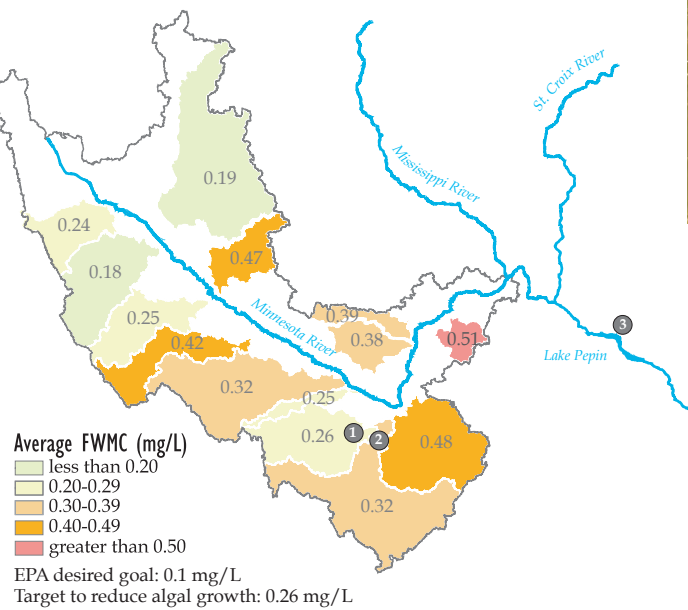 St. Croix River
Mississippi River
0.19
0.24
0.47
0.18
Minnesota River
0.25
0.39
3
0.38
0.51
0.42
Lake Pepin
0.32
0.25
1
2
0.26
0.48
0.32
Average FWMC (mg/L)
less than 0.20
0.20-0.29
0.30-0.39
0.40-0.49
greater than 0.50
EPA desired goal: 0.1 mg/L
Target to reduce algal growth: 0.26 mg/L